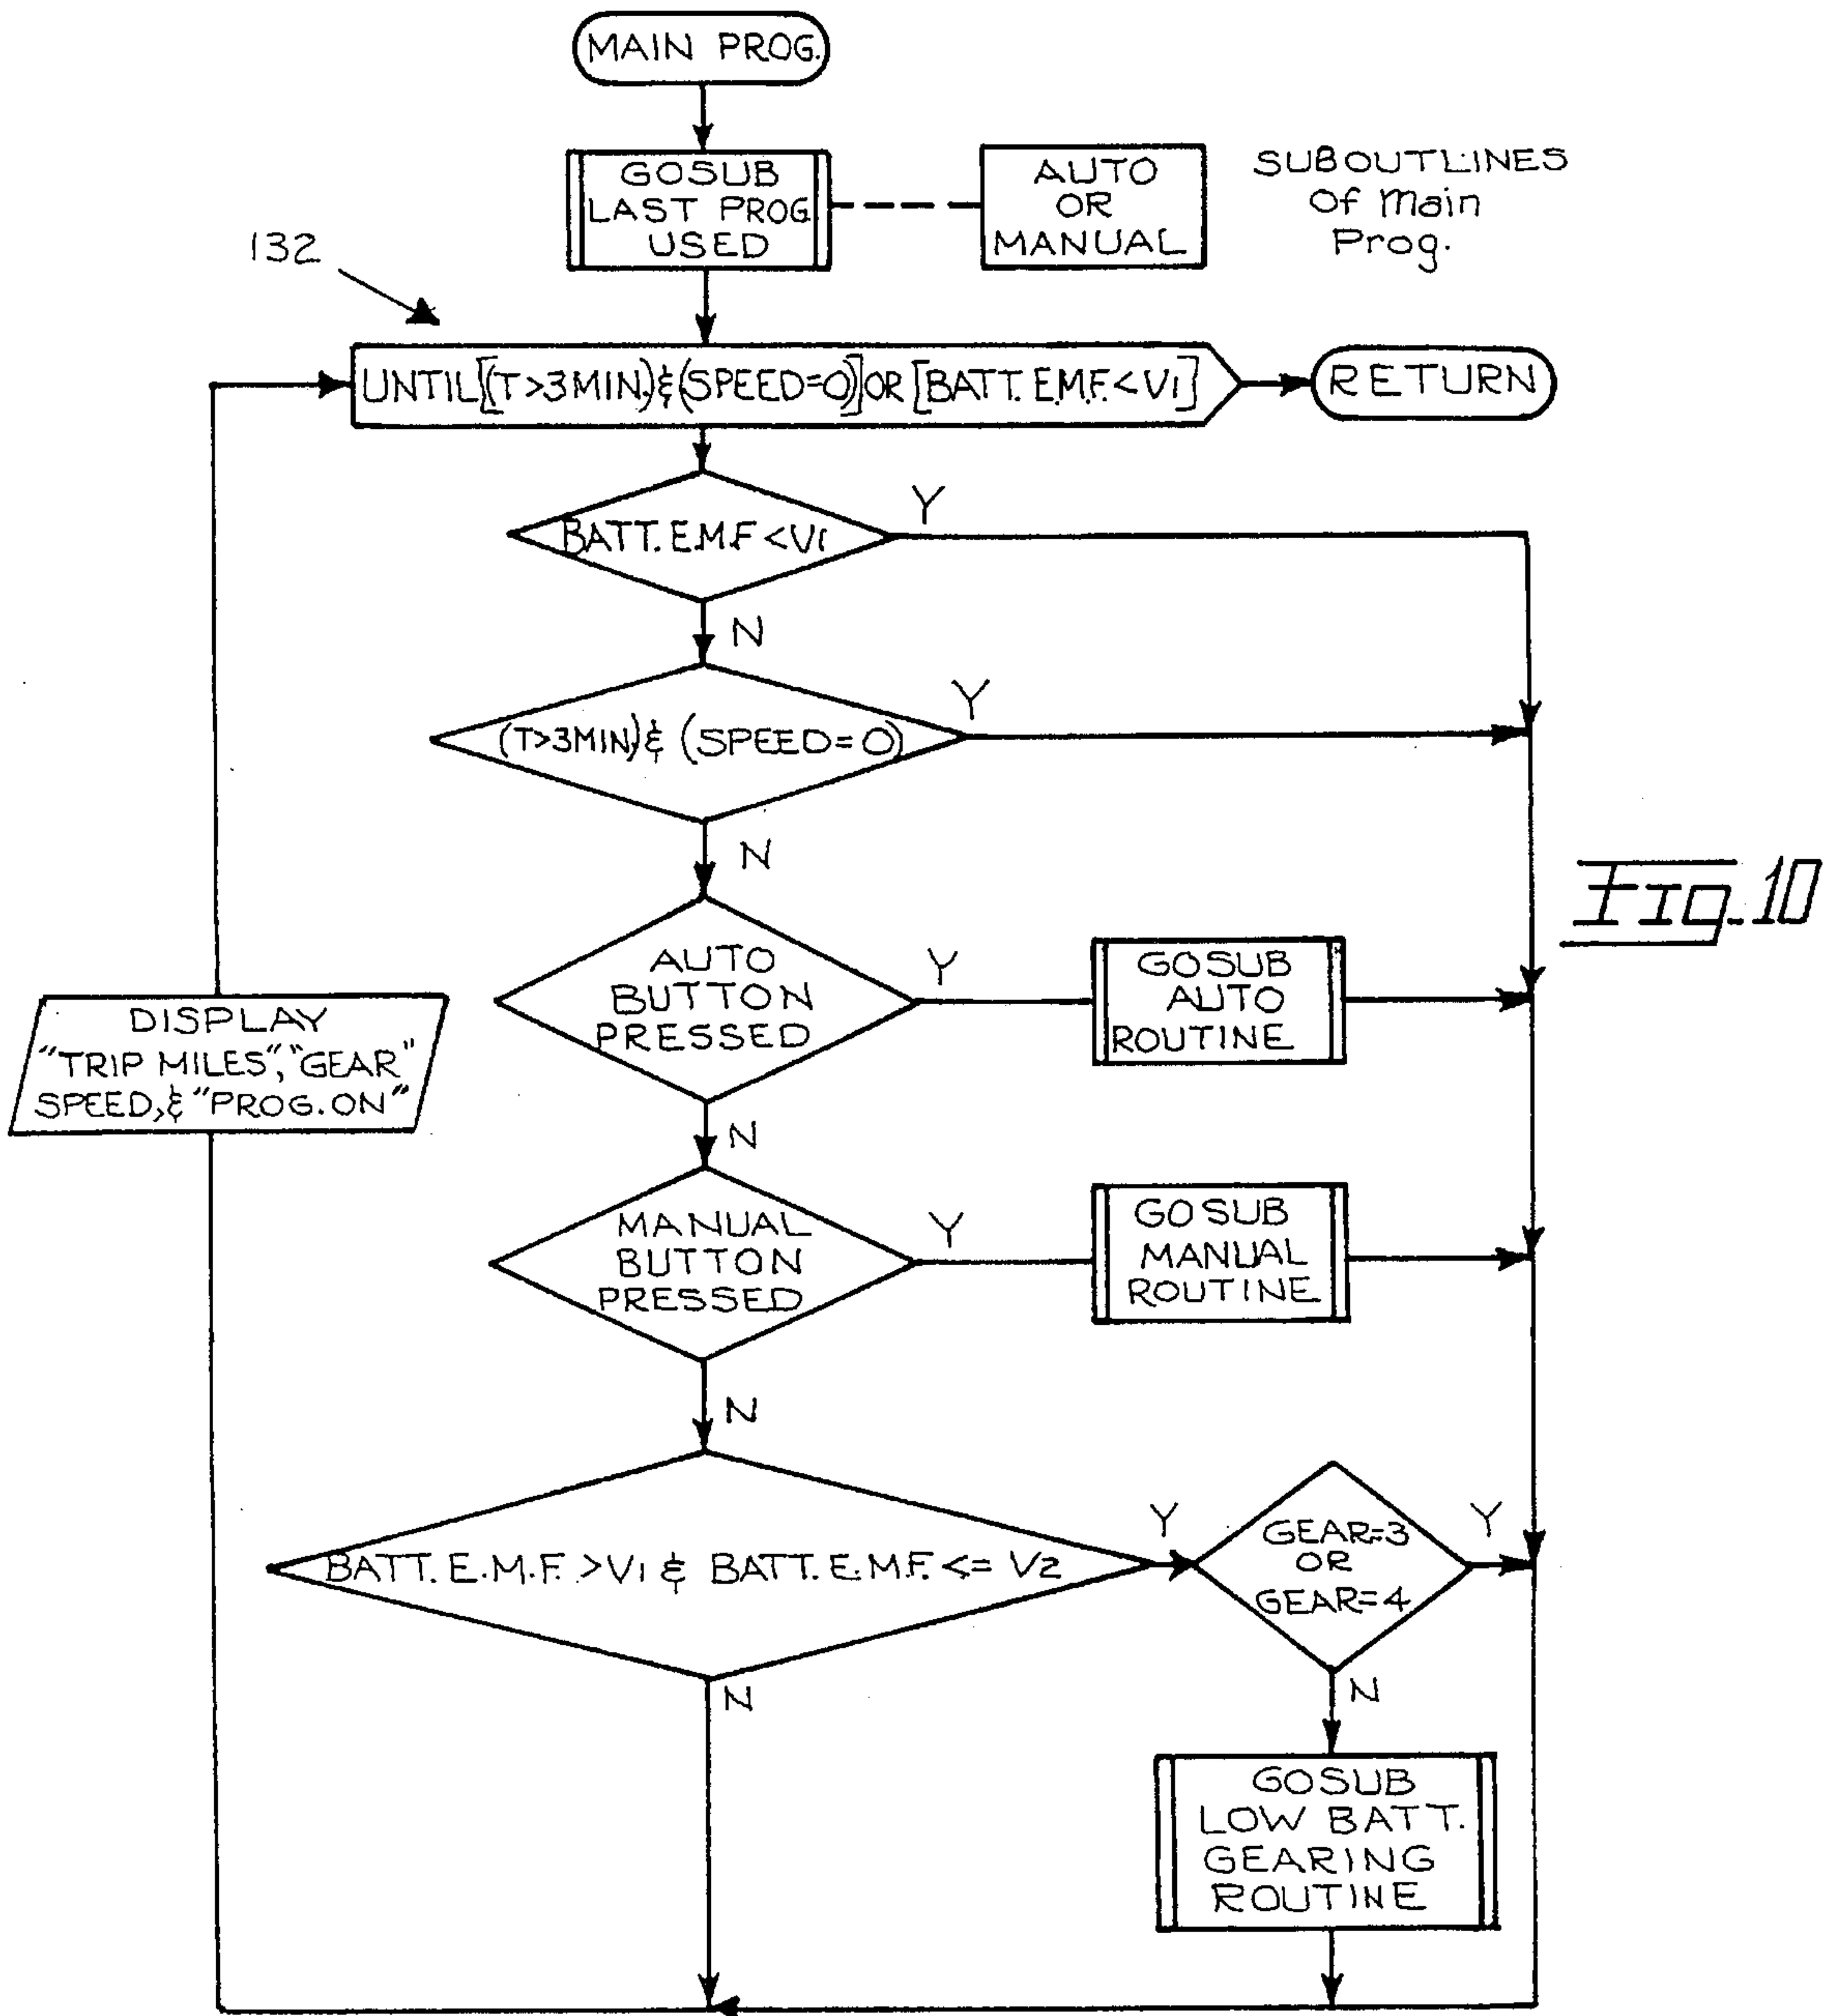 MAIN PROG.
GOSUB
LAST PROG
USED
AUTO
OR
MANUAL
SUBOUTLINES
Of Main
Prog.
132
UNTIL[(T>3MIN.)&(SPEED=0)]OR [BATT. E.M.F. <V1]
RETURN
BATT. E.M.F <V1
Y
N
(T>3MIN)& (SPEED=0)
Y
N
Fig. 10
AUTO
BUTTON
PRESSED
Y
GOSUB
AUTO
ROUTINE
DISPLAY
"TRIP MILES", "GEAR"
SPEED, & "PROG. ON"
N
MANUAL
BUTTON
PRESSED
Y
GOSUB
MANUAL
ROUTINE
N
BATT. E.M.F. >V1 & BATT. E.M.F. <= V2
Y
GEAR=3
OR
GEAR=4
Y
N
N
GOSUB
LOW BATT.
GEARING
ROUTINE